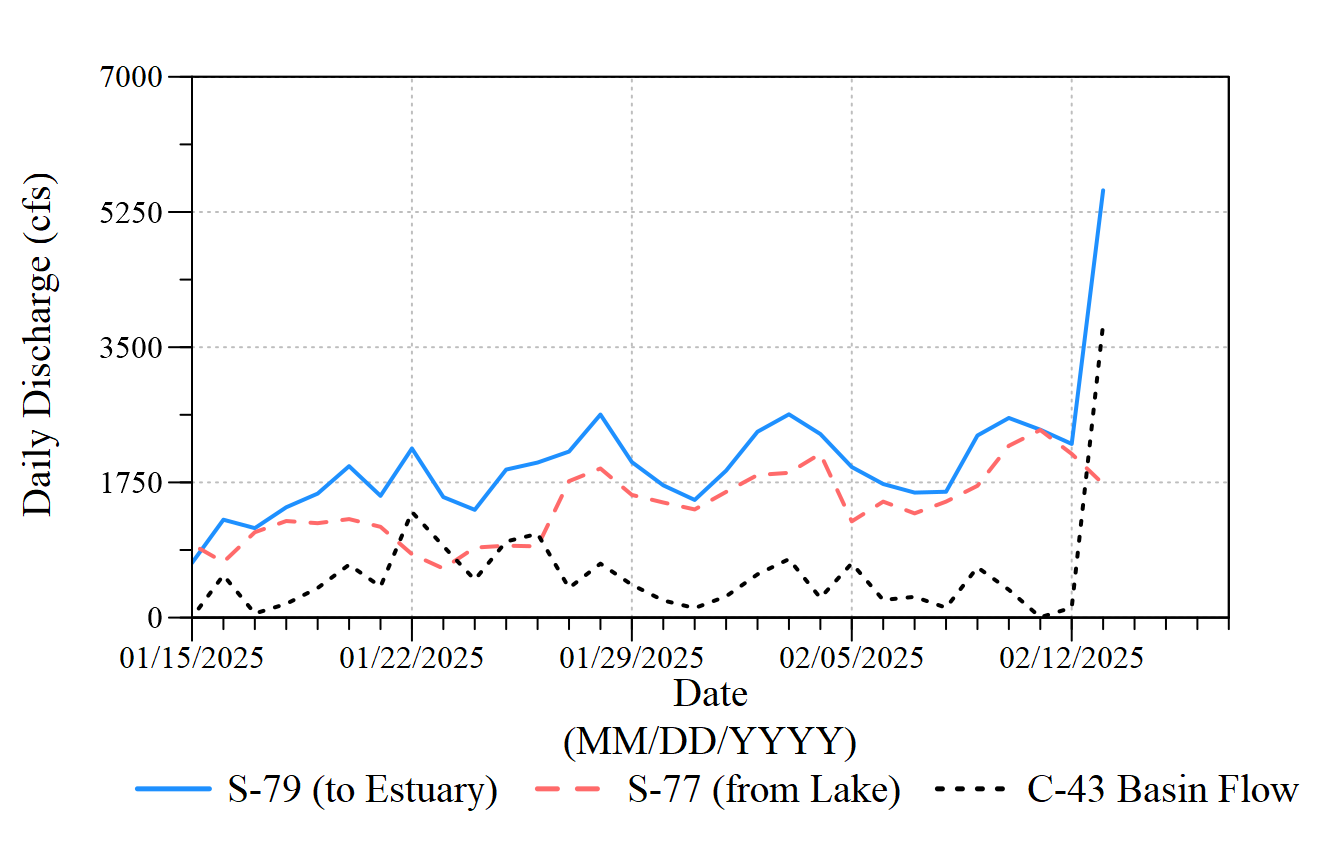 7000
5250
3500
1750
0
Daily Discharge (cfs)
01/15/2025 01/22/2025 01/29/2025 02/05/2025 02/12/2025
Date
(MM/DD/YYYY)
S-79 (to Estuary) S-77 (from Lake) C-43 Basin Flow